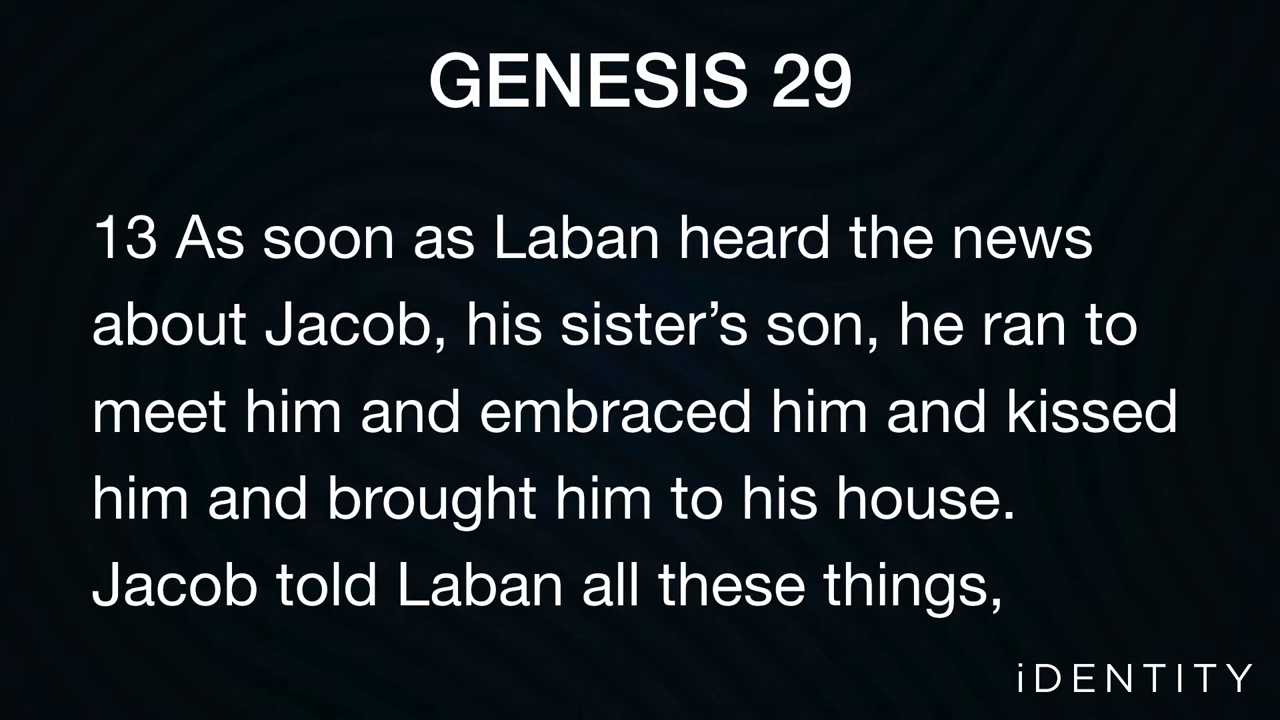 GENESIS 29
13 As soon as Laban heard the news
about Jacob, his sister’s son, he ran to
meet him and embraced him and kissed
him and brought him to his house.
Jacob told Laban all these things,
iDENTITY